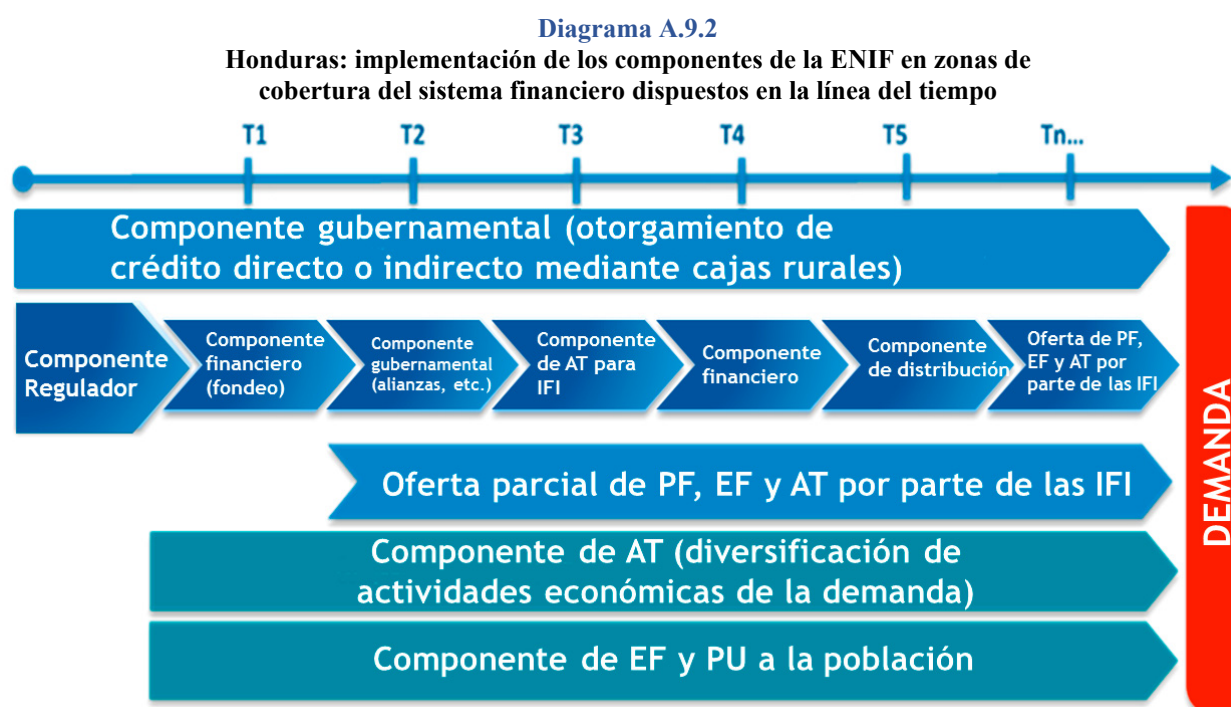 Diagrama A.9.2
Honduras: implementación de los componentes de la ENIF en zonas de
cobertura del sistema financiero dispuestos en la línea del tiempo
T1 T2 T3 T4 T5 Tn...
Componente gubernamental (otorgamiento de
crédito directo o indirecto mediante cajas rurales)
Componente
Regulador
Componente
financiero
(fondeo)
Componente
gubernamental
(alianzas, etc.)
Componente
de AT para
IFI
Componente
financiero
Componente
de distribución
Oferta de PF,
EF y AT por
parte de las IFI
Oferta parcial de PF, EF y AT por parte de las IFI
Componente de AT (diversificación de
actividades económicas de la demanda)
Componente de EF y PU a la población
DEMANDA